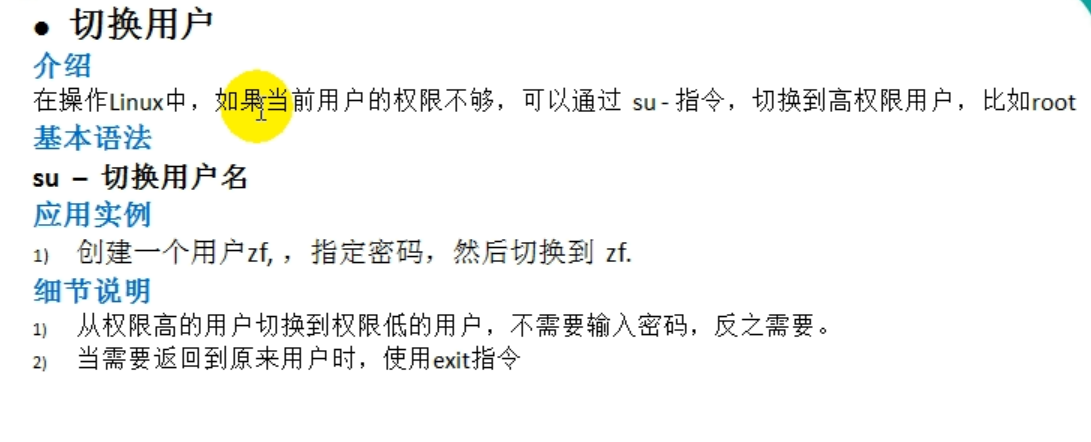 ● 切换用户
介绍
在操作Linux中，如果当前用户的权限不够，可以通过 su - 指令，切换到高权限用户，比如root
基本语法
su – 切换用户名
应用实例
1) 创建一个用户zf, ，指定密码，然后切换到 zf.
细节说明
1) 从权限高的用户切换到权限低的用户，不需要输入密码，反之需要。
2) 当需要返回到原来用户时，使用exit指令